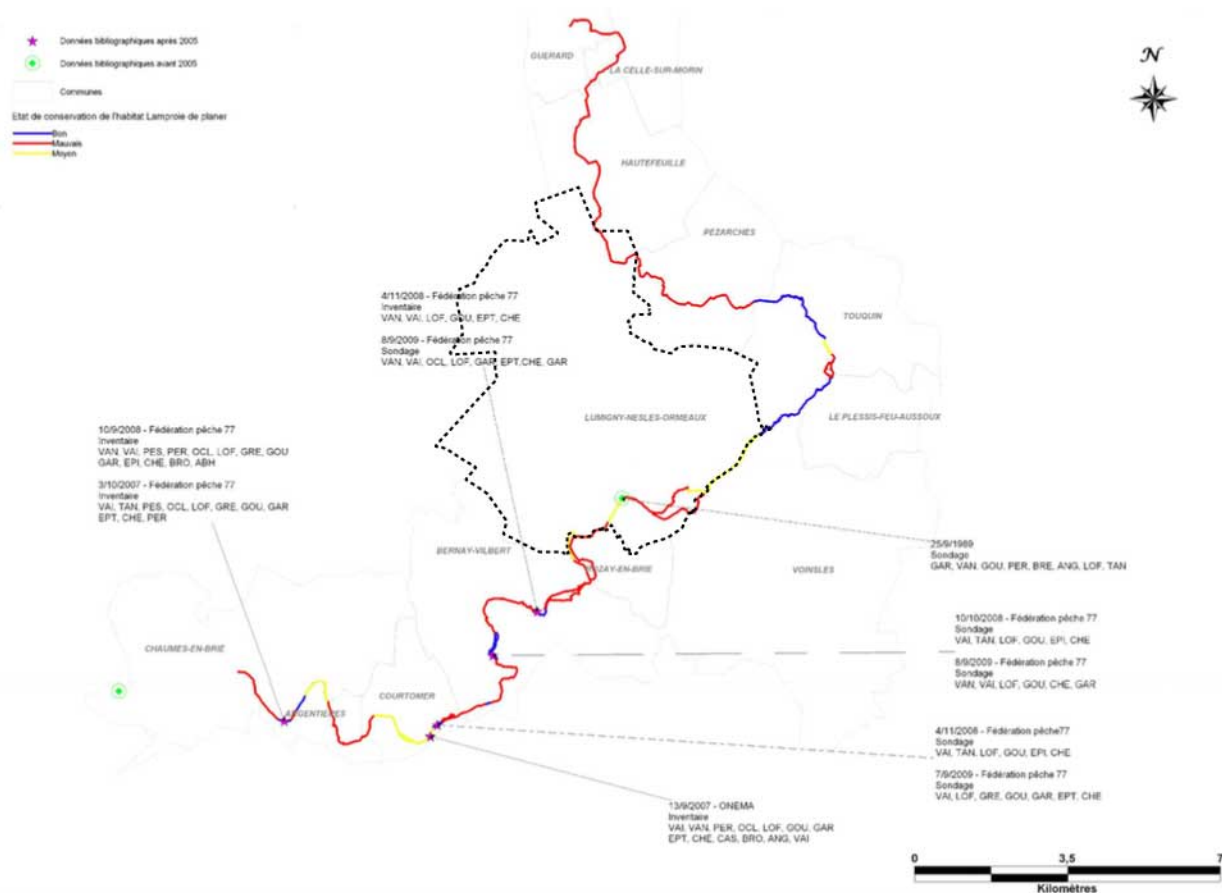 Données bibliographiques après 2005
Données bibliographiques avant 2005
Communes
Etat de conservation de l'habitat Lamproie de planer
Bon
Mauvais
Moyen
N
GUERARD
LA CELLE-SUR-MORIN
HAUTEFEUILLE
PEZARCHES
TOUQUIN
4/11/2008 - Fédération pêche 77
Inventaire
VAN, VAI, LOF, GOU, EPT, CHE
8/9/2009 - Fédération pêche 77
Sondage
VAN, VAI, OCL, LOF, GAR, EPT,CHE, GAR
LUMIGNY-NESLES-ORMEAUX
LE PLESSIS-FEU-AUSSOUX
10/9/2008 - Fédération pêche 77
Inventaire
VAN, VAI, PES, PER, OCL, LOF, GRE, GOU
GAR, EPI, CHE, BRO, ABH
3/10/2007 - Fédération pêche 77
Inventaire
VAI, TAN, PES, OCL, LOF, GRE, GOU, GAR
EPT, CHE, PER
BERNAY-VILBERT
ROZAY-EN-BRIE
VOINSLES
25/9/1989
Sondage
GAR, VAN, GOU, PER, BRE, ANG, LOF, TAN
10/10/2008 - Fédération pêche 77
Sondage
VAI, TAN, LOF, GOU, EPI, CHE
8/9/2009 - Fédération pêche 77
Sondage
VAN, VAI, LOF, GOU, CHE, GAR
CHAUMES-EN-BRIE
COURTOMER
ARGENTIERES
4/11/2008 - Fédération pêche77
Sondage
VAI, TAN, LOF, GOU, EPI, CHE
7/9/2009 - Fédération pêche 77
Sondage
VAI, LOF, GRE, GOU, GAR, EPT, CHE
13/9/2007 - ONEMA
Inventaire
VAI, VAN, PER, OCL, LOF, GOU, GAR
EPT, CHE, CAS, BRO, ANG, VAI
0 3,5 7
Kilomètres